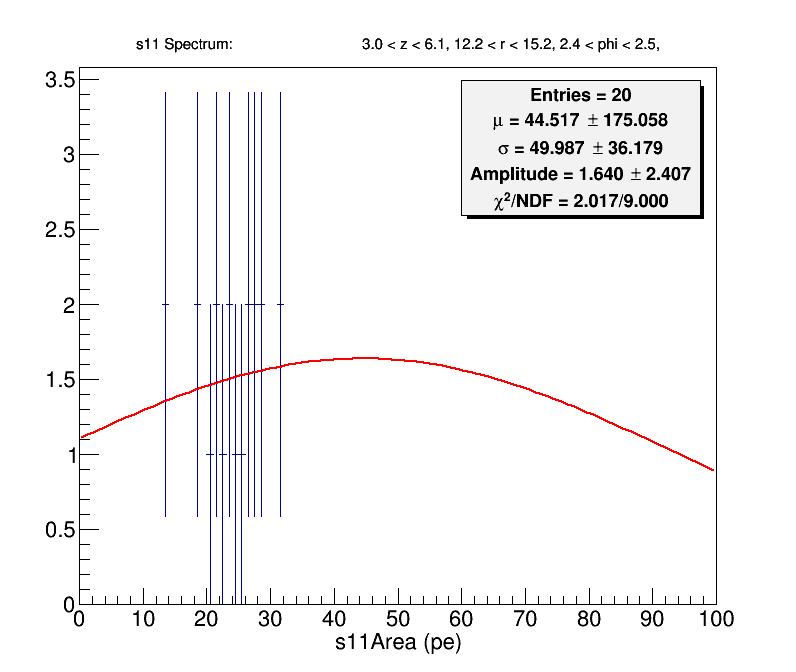 s11 Spectrum: 3.0 < z < 6.1, 12.2 < r < 15.2, 2.4 < phi < 2.5,
Entries = 20
μ = 44.517 ± 175.058
σ = 49.987 ± 36.179
Amplitude = 1.640 ± 2.407
χ²/NDF = 2.017/9.000
3.5
3
2.5
2
1.5
1
0.5
0
0 10 20 30 40 50 60 70 80 90 100
s11Area (pe)